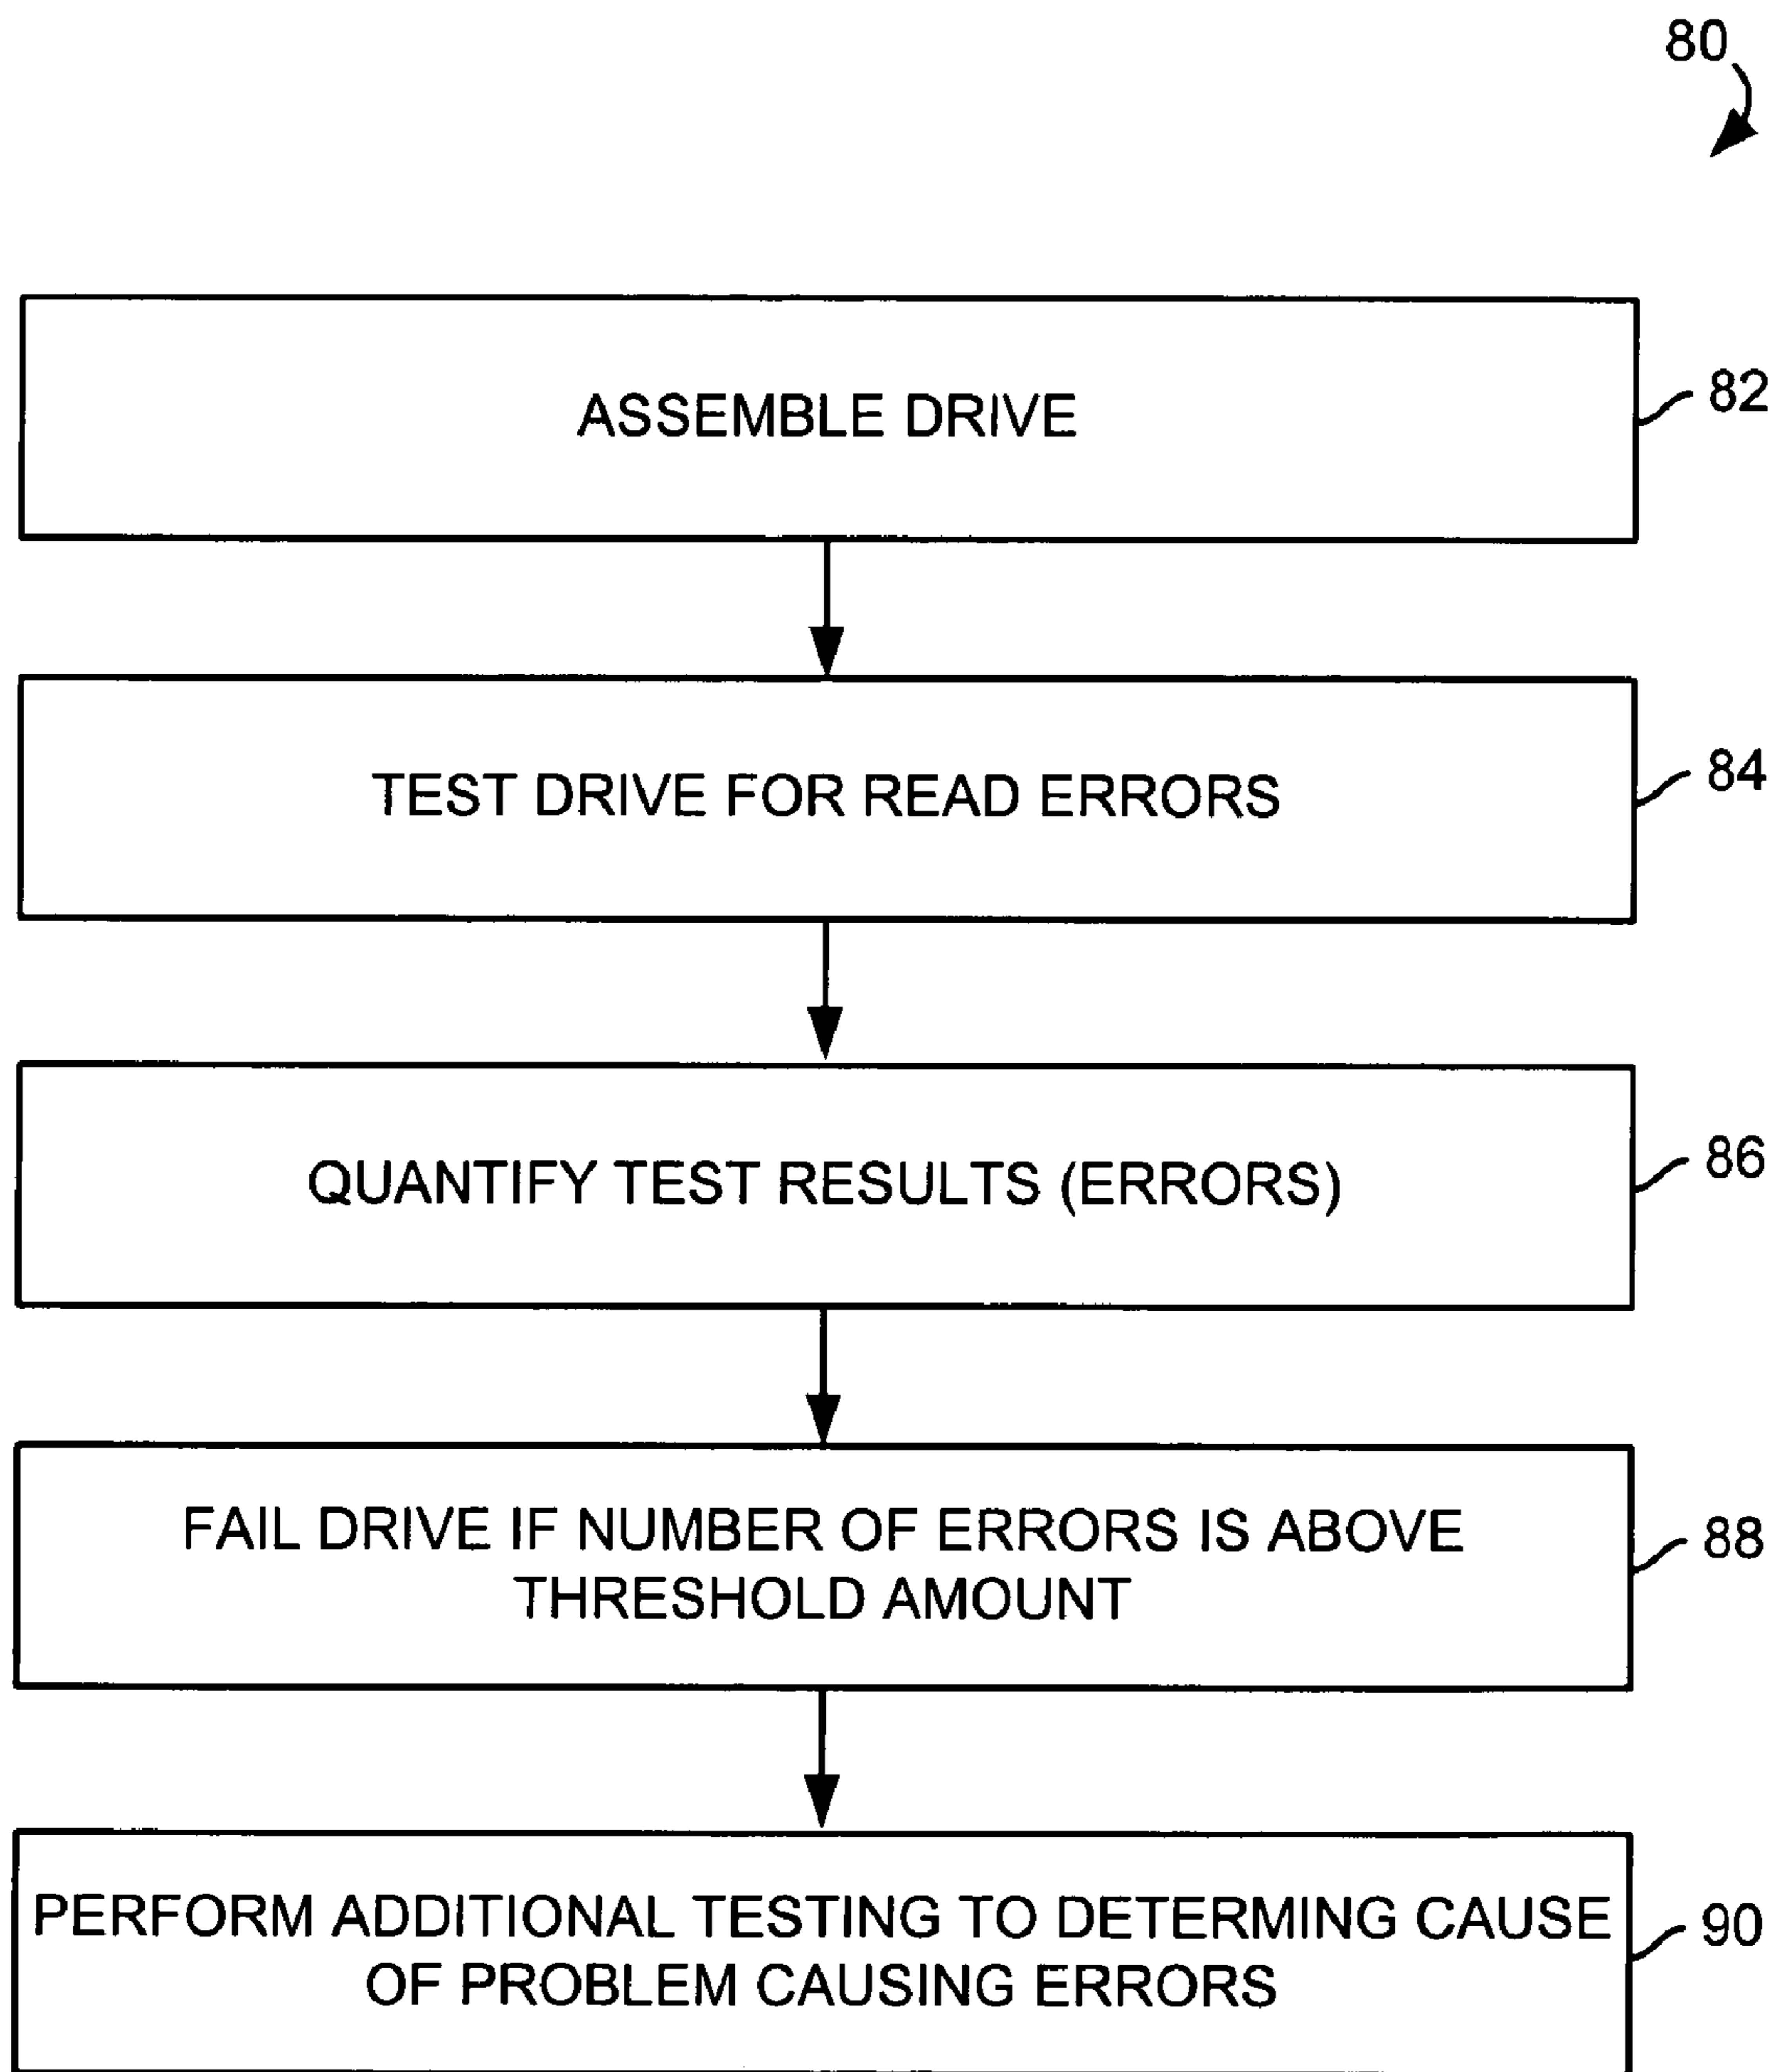 80
ASSEMBLE DRIVE
82
TEST DRIVE FOR READ ERRORS
84
QUANTIFY TEST RESULTS (ERRORS)
86
FAIL DRIVE IF NUMBER OF ERRORS IS ABOVE
THRESHOLD AMOUNT
88
PERFORM ADDITIONAL TESTING TO DETERMING CAUSE
OF PROBLEM CAUSING ERRORS
90